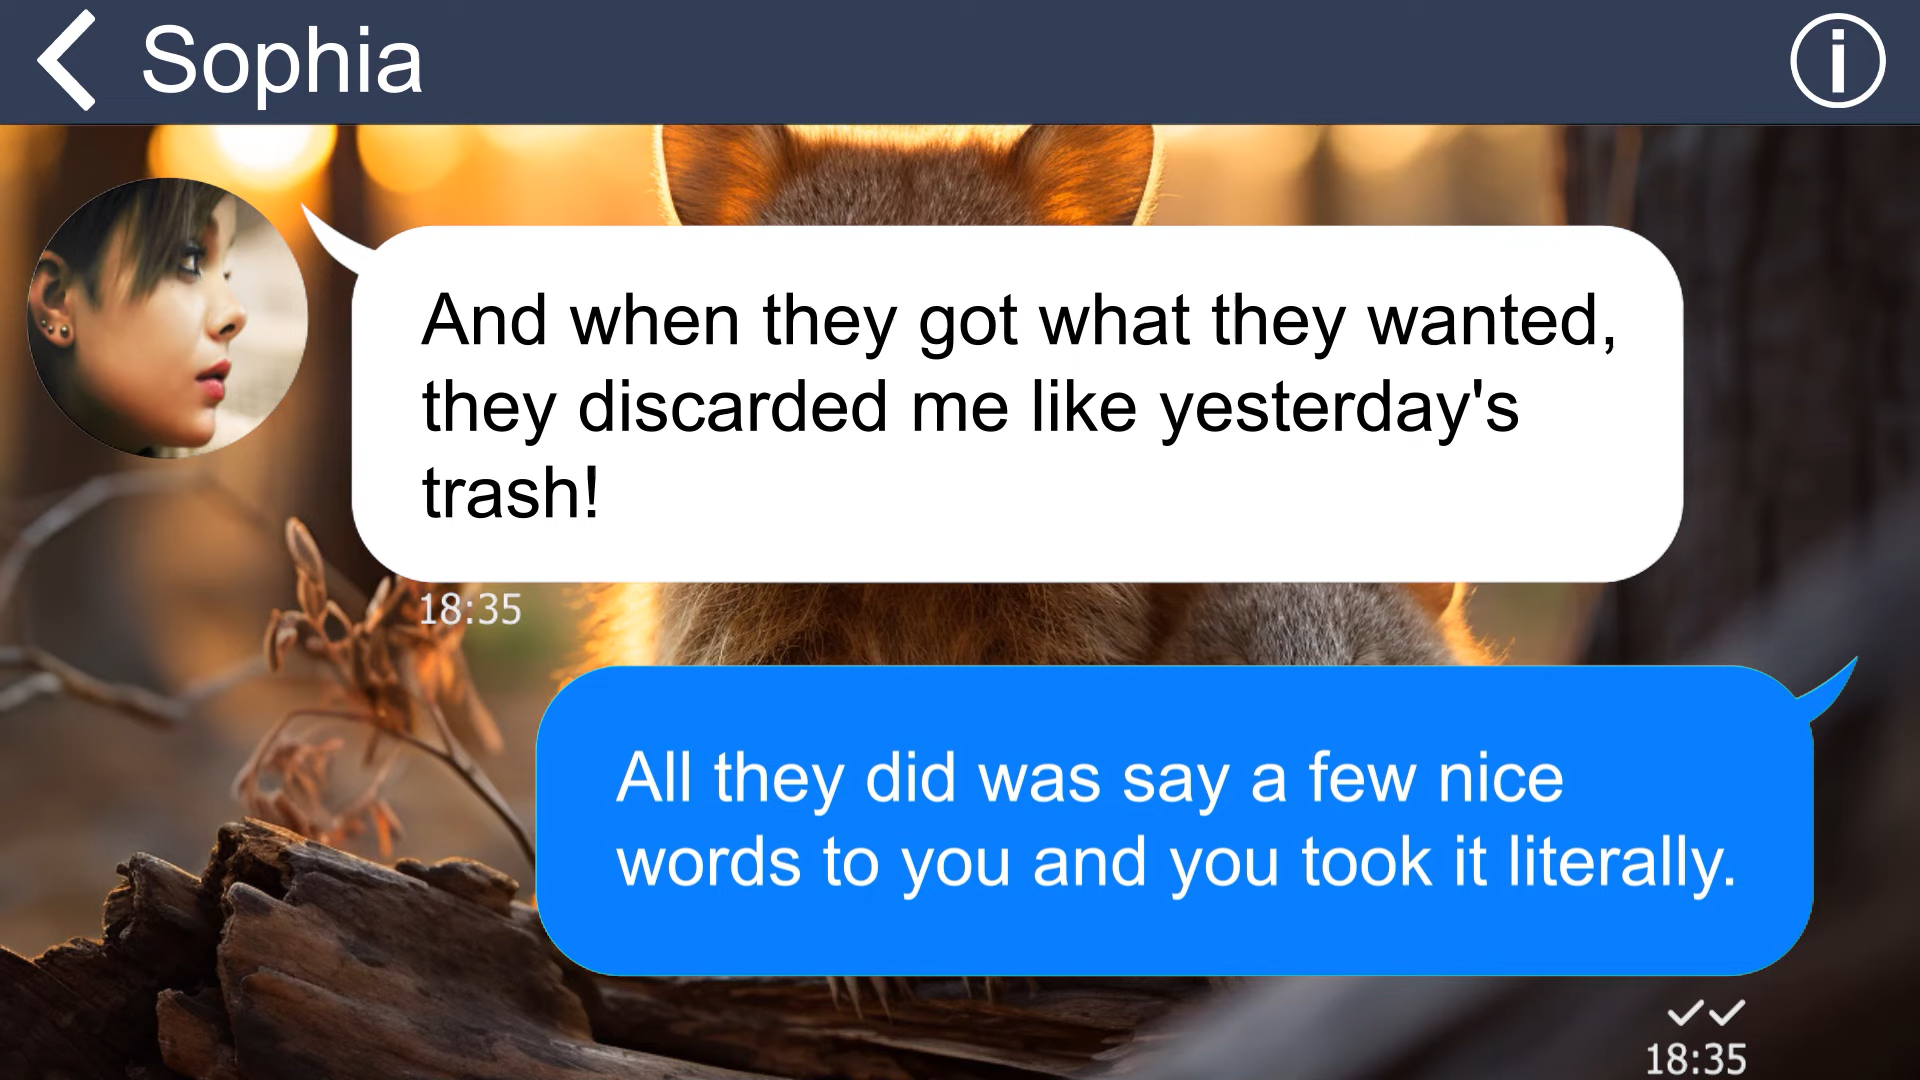 Sophia
And when they got what they wanted,
they discarded me like yesterday's
trash!
18:35
All they did was say a few nice
words to you and you took it literally.
18:35